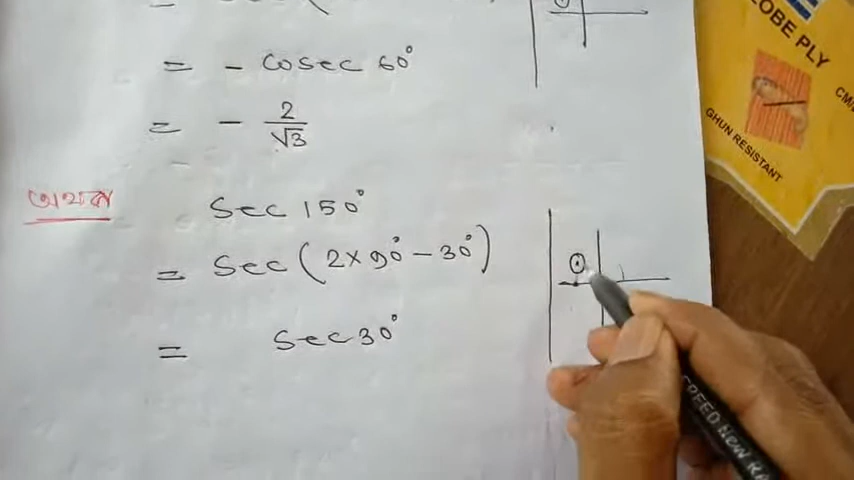 = - cosec 60°
= - 2/√3
অথবা sec 150°
= sec (2×90° - 30°)
= sec 30°
OBE PLY
GHUN RESISTANT